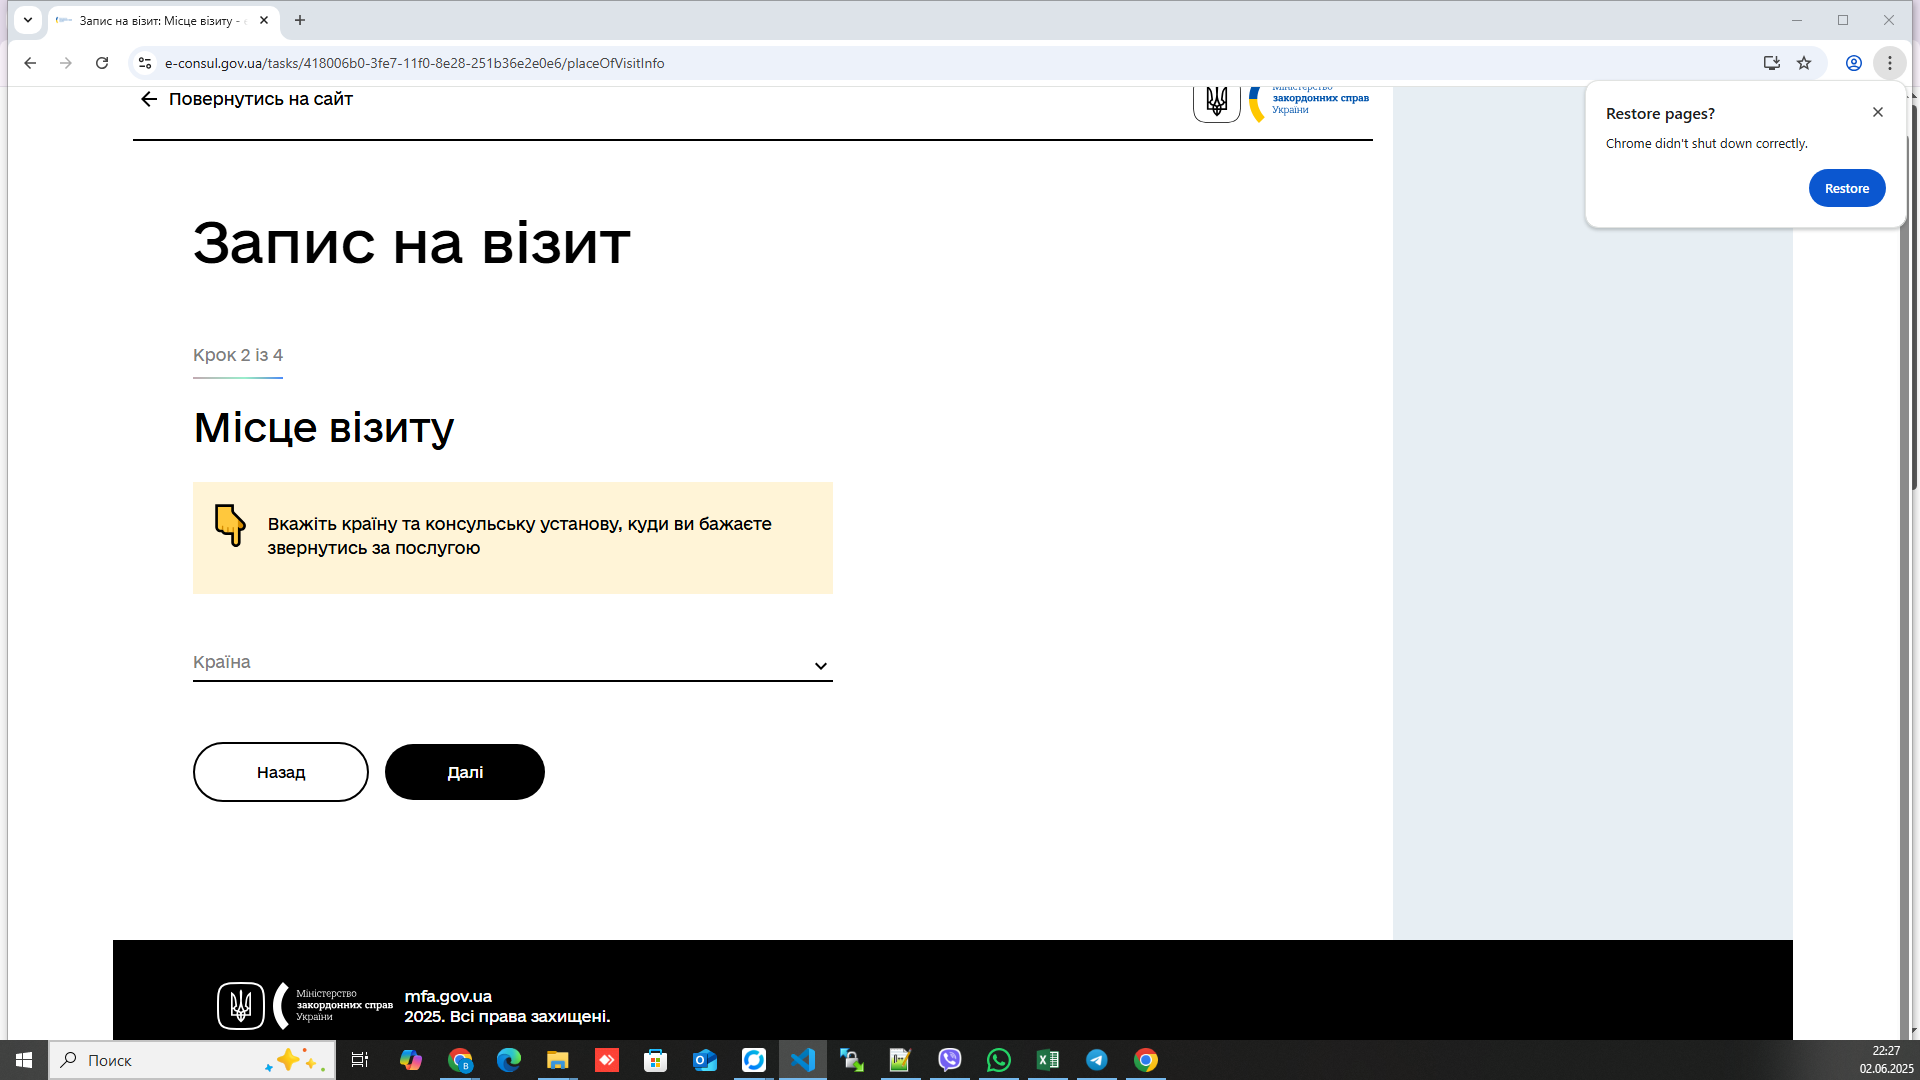 Запис на візит: Місце візиту - є
e-consul.gov.ua/tasks/418006b0-3fe7-11f0-8e28-251b36e2e0e6/placeOfVisitInfo
Restore pages?
Chrome didn't shut down correctly.
Restore
Повернутись на сайт
Міністерство
закордонних справ
України
Запис на візит
Крок 2 із 4
Місце візиту
Вкажіть країну та консульську установу, куди ви бажаєте
звернутись за послугою
Країна
Назад
Далі
Міністерство
закордонних справ
України
mfa.gov.ua
2025. Всі права захищені.
Поиск
22:27
02.06.2025